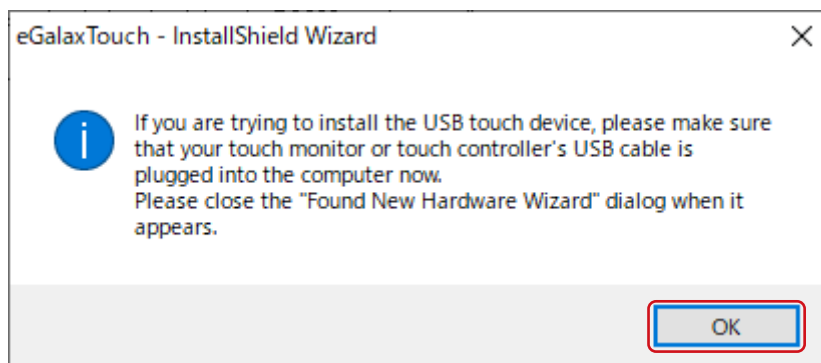 eGalaxTouch - InstallShield Wizard
If you are trying to install the USB touch device, please make sure
that your touch monitor or touch controller's USB cable is
plugged into the computer now.
Please close the "Found New Hardware Wizard" dialog when it
appears.
OK